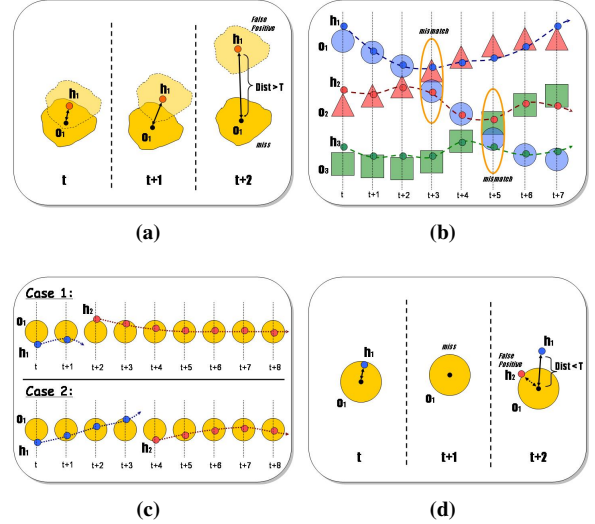 False
Positive
h₁
h₁
h₁
Dist > T
o₁
o₁
o₁
miss
t
t+1
t+2
(a)
mismatch
h₁
o₁
h₂
o₂
h₃
o₃
t
t+1
t+2
t+3
t+4
t+5
t+6
t+7
mismatch
(b)
Case 1:
h₂
o₁
h₁
t
t+1
t+2
t+3
t+4
t+5
t+6
t+7
t+8
Case 2:
o₁
h₁
h₂
t
t+1
t+2
t+3
t+4
t+5
t+6
t+7
t+8
(c)
miss
h₁
h₁
False
Positive
h₂
Dist < T
o₁
o₁
o₁
t
t+1
t+2
(d)